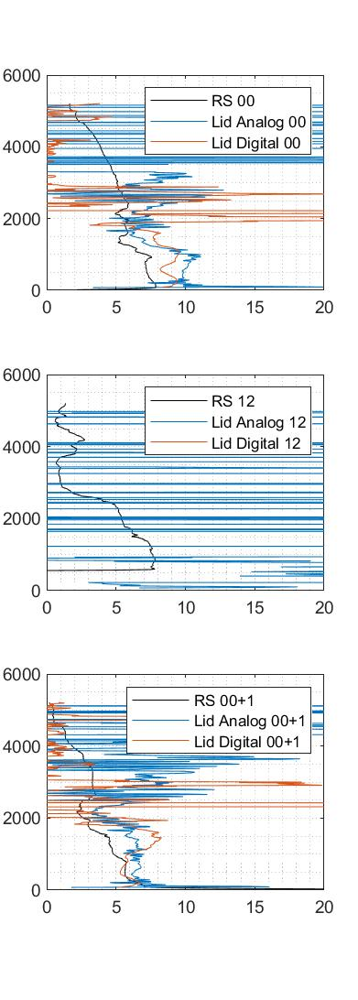 6000
RS 00
Lid Analog 00
Lid Digital 00
4000
2000
0
0 5 10 15 20
6000
RS 12
Lid Analog 12
Lid Digital 12
4000
2000
0
0 5 10 15 20
6000
RS 00+1
Lid Analog 00+1
Lid Digital 00+1
4000
2000
0
0 5 10 15 20